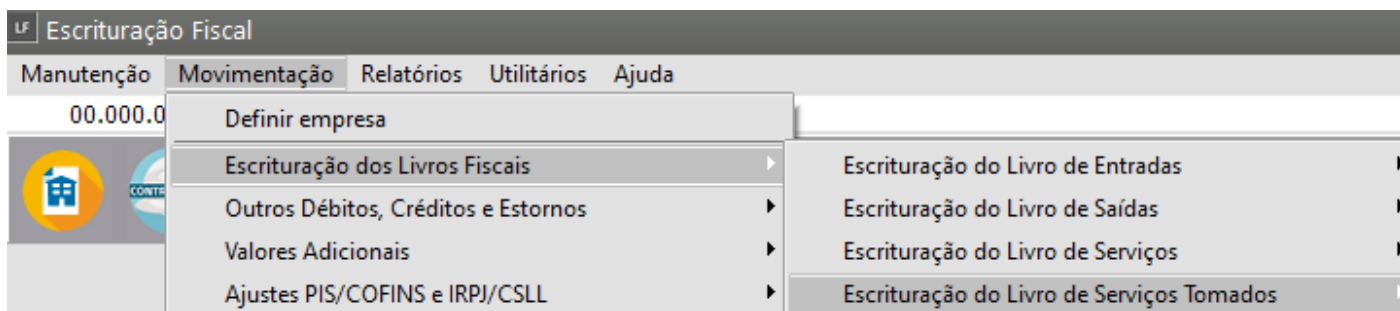 LF Escrituração Fiscal
Manutenção Movimentação Relatórios Utilitários Ajuda
00.000.0
Definir empresa
Escrituração dos Livros Fiscais
Outros Débitos, Créditos e Estornos
Valores Adicionais
Ajustes PIS/COFINS e IRPJ/CSLL
Escrituração do Livro de Entradas
Escrituração do Livro de Saídas
Escrituração do Livro de Serviços
Escrituração do Livro de Serviços Tomados